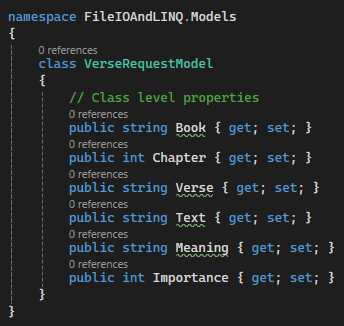 namespace FileIOAndLINQ.Models
{
0 references
class VerseRequestModel
{
// Class level properties
0 references
public string Book { get; set; }
0 references
public int Chapter { get; set; }
0 references
public string Verse { get; set; }
0 references
public string Text { get; set; }
0 references
public string Meaning { get; set; }
0 references
public int Importance { get; set; }
}
}